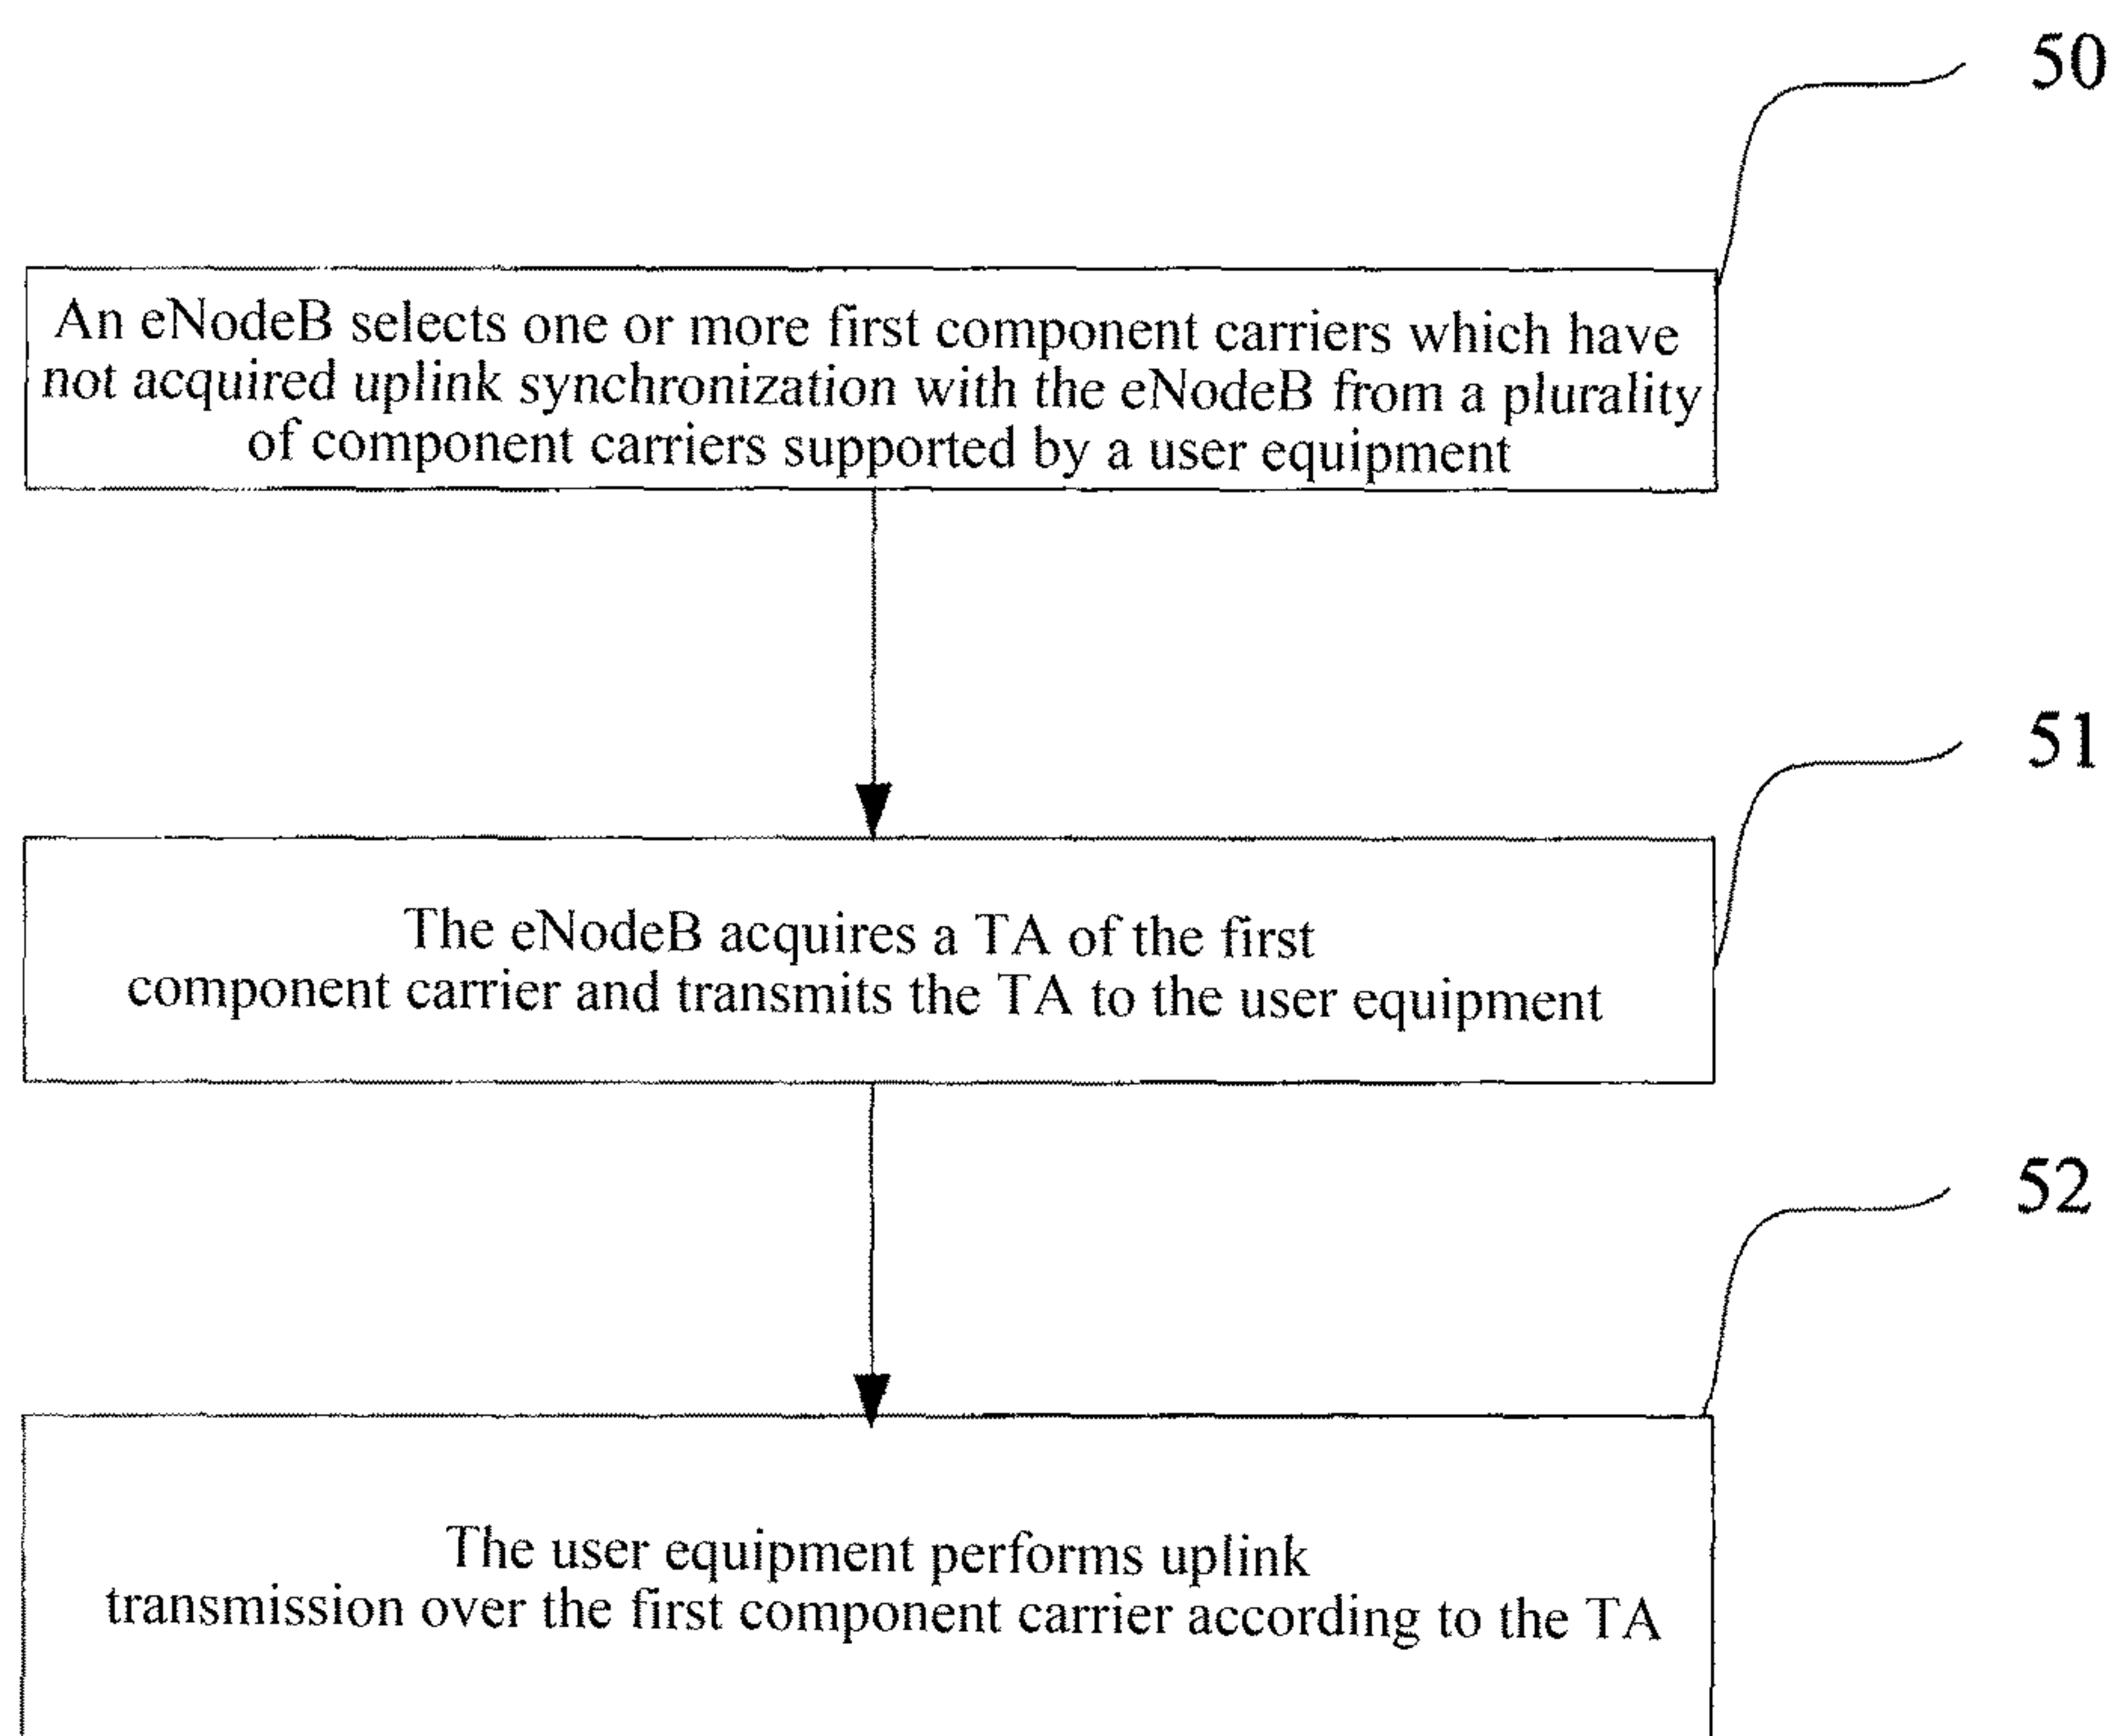 50
An eNodeB selects one or more first component carriers which have
not acquired uplink synchronization with the eNodeB from a plurality
of component carriers supported by a user equipment
51
The eNodeB acquires a TA of the first
component carrier and transmits the TA to the user equipment
52
The user equipment performs uplink
transmission over the first component carrier according to the TA